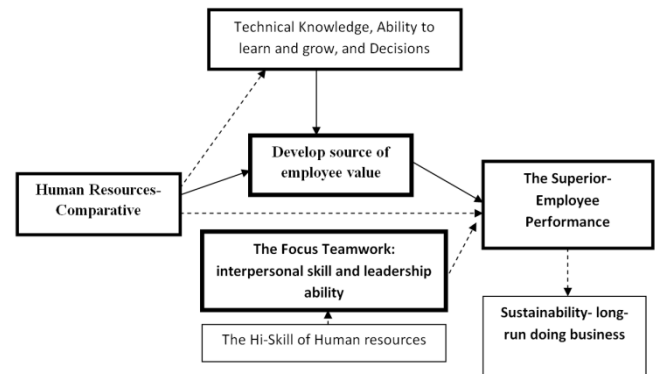 Technical Knowledge, Ability to
learn and grow, and Decisions
Develop source of
employee value
Human Resources-
Comparative
The Superior-
Employee
Performance
The Focus Teamwork:
interpersonal skill and leadership
ability
The Hi-Skill of Human resources
Sustainability- long-
run doing business